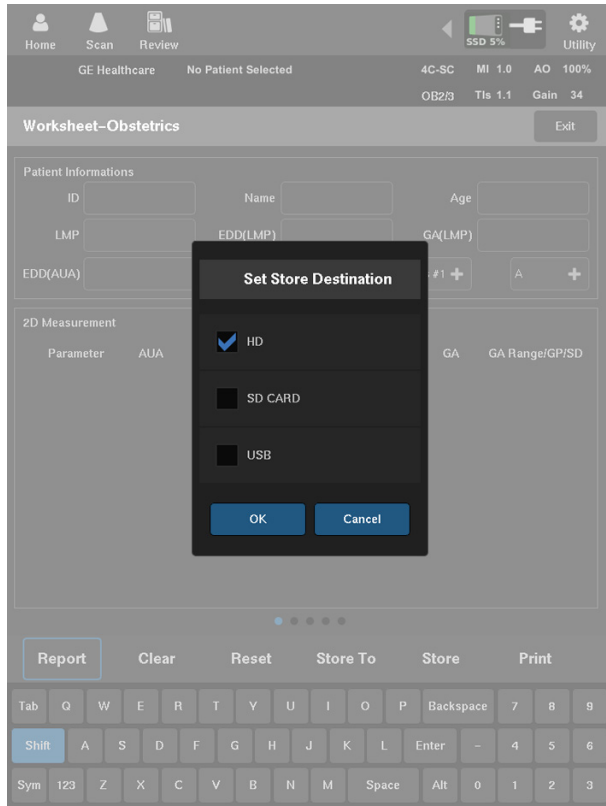 Home Scan Review SSD 5% Utility
GE Healthcare No Patient Selected 4C-SC MI 1.0 AO 100%
OB2/3 TIs 1.1 Gain 34
Worksheet-Obstetrics Exit
Patient Informations
ID Name Age
LMP EDD(LMP) GA(LMP)
EDD(AUA) #1 + A +
Set Store Destination
2D Measurement
Parameter AUA GA GA Range/GP/SD
HD
SD CARD
USB
OK Cancel
Report Clear Reset Store To Store Print
Tab Q W E R T Y U I O P Backspace 7 8 9
Shift A S D F G H J K L Enter - 4 5 6
Sym 123 Z X C V B N M Space Alt 0 1 2 3